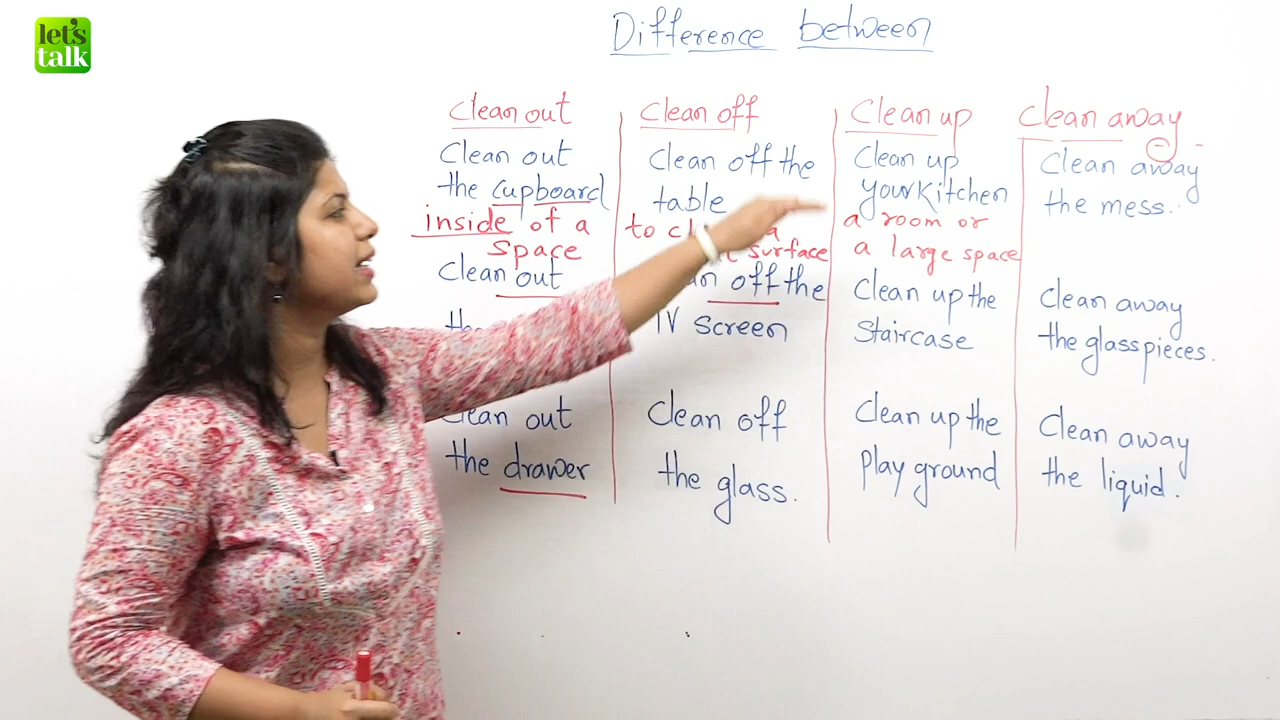 let's
talk
Difference between
Clean out
Clean out
the cupboard
inside of a
space
Clean out
the
Clean out
the drawer
Clean off
Clean off the
table
to a
surface
off the
TV screen
Clean off
the glass.
Clean up
Clean up
your Kitchen
a room or
a large space
Clean up the
Staircase
Clean up the
Play ground
Clean away
Clean away
the mess.
Clean away
the glass pieces.
Clean away
the liquid.